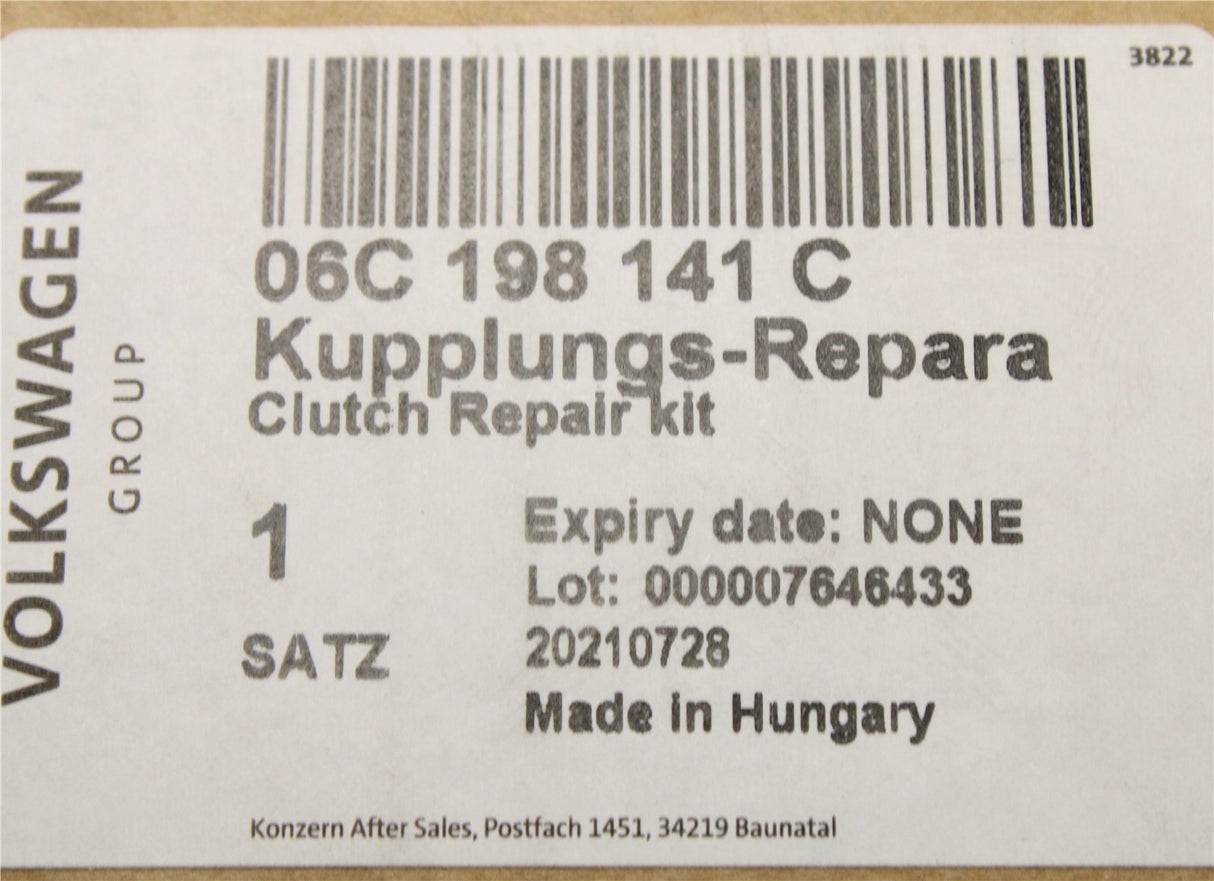 3822
VOLKSWAGEN
GROUP
06C 198 141 C
Kupplungs-Repara
Clutch Repair kit
1
SATZ
Expiry date: NONE
Lot: 000007646433
20210728
Made in Hungary
Konzern After Sales, Postfach 1451, 34219 Baunatal